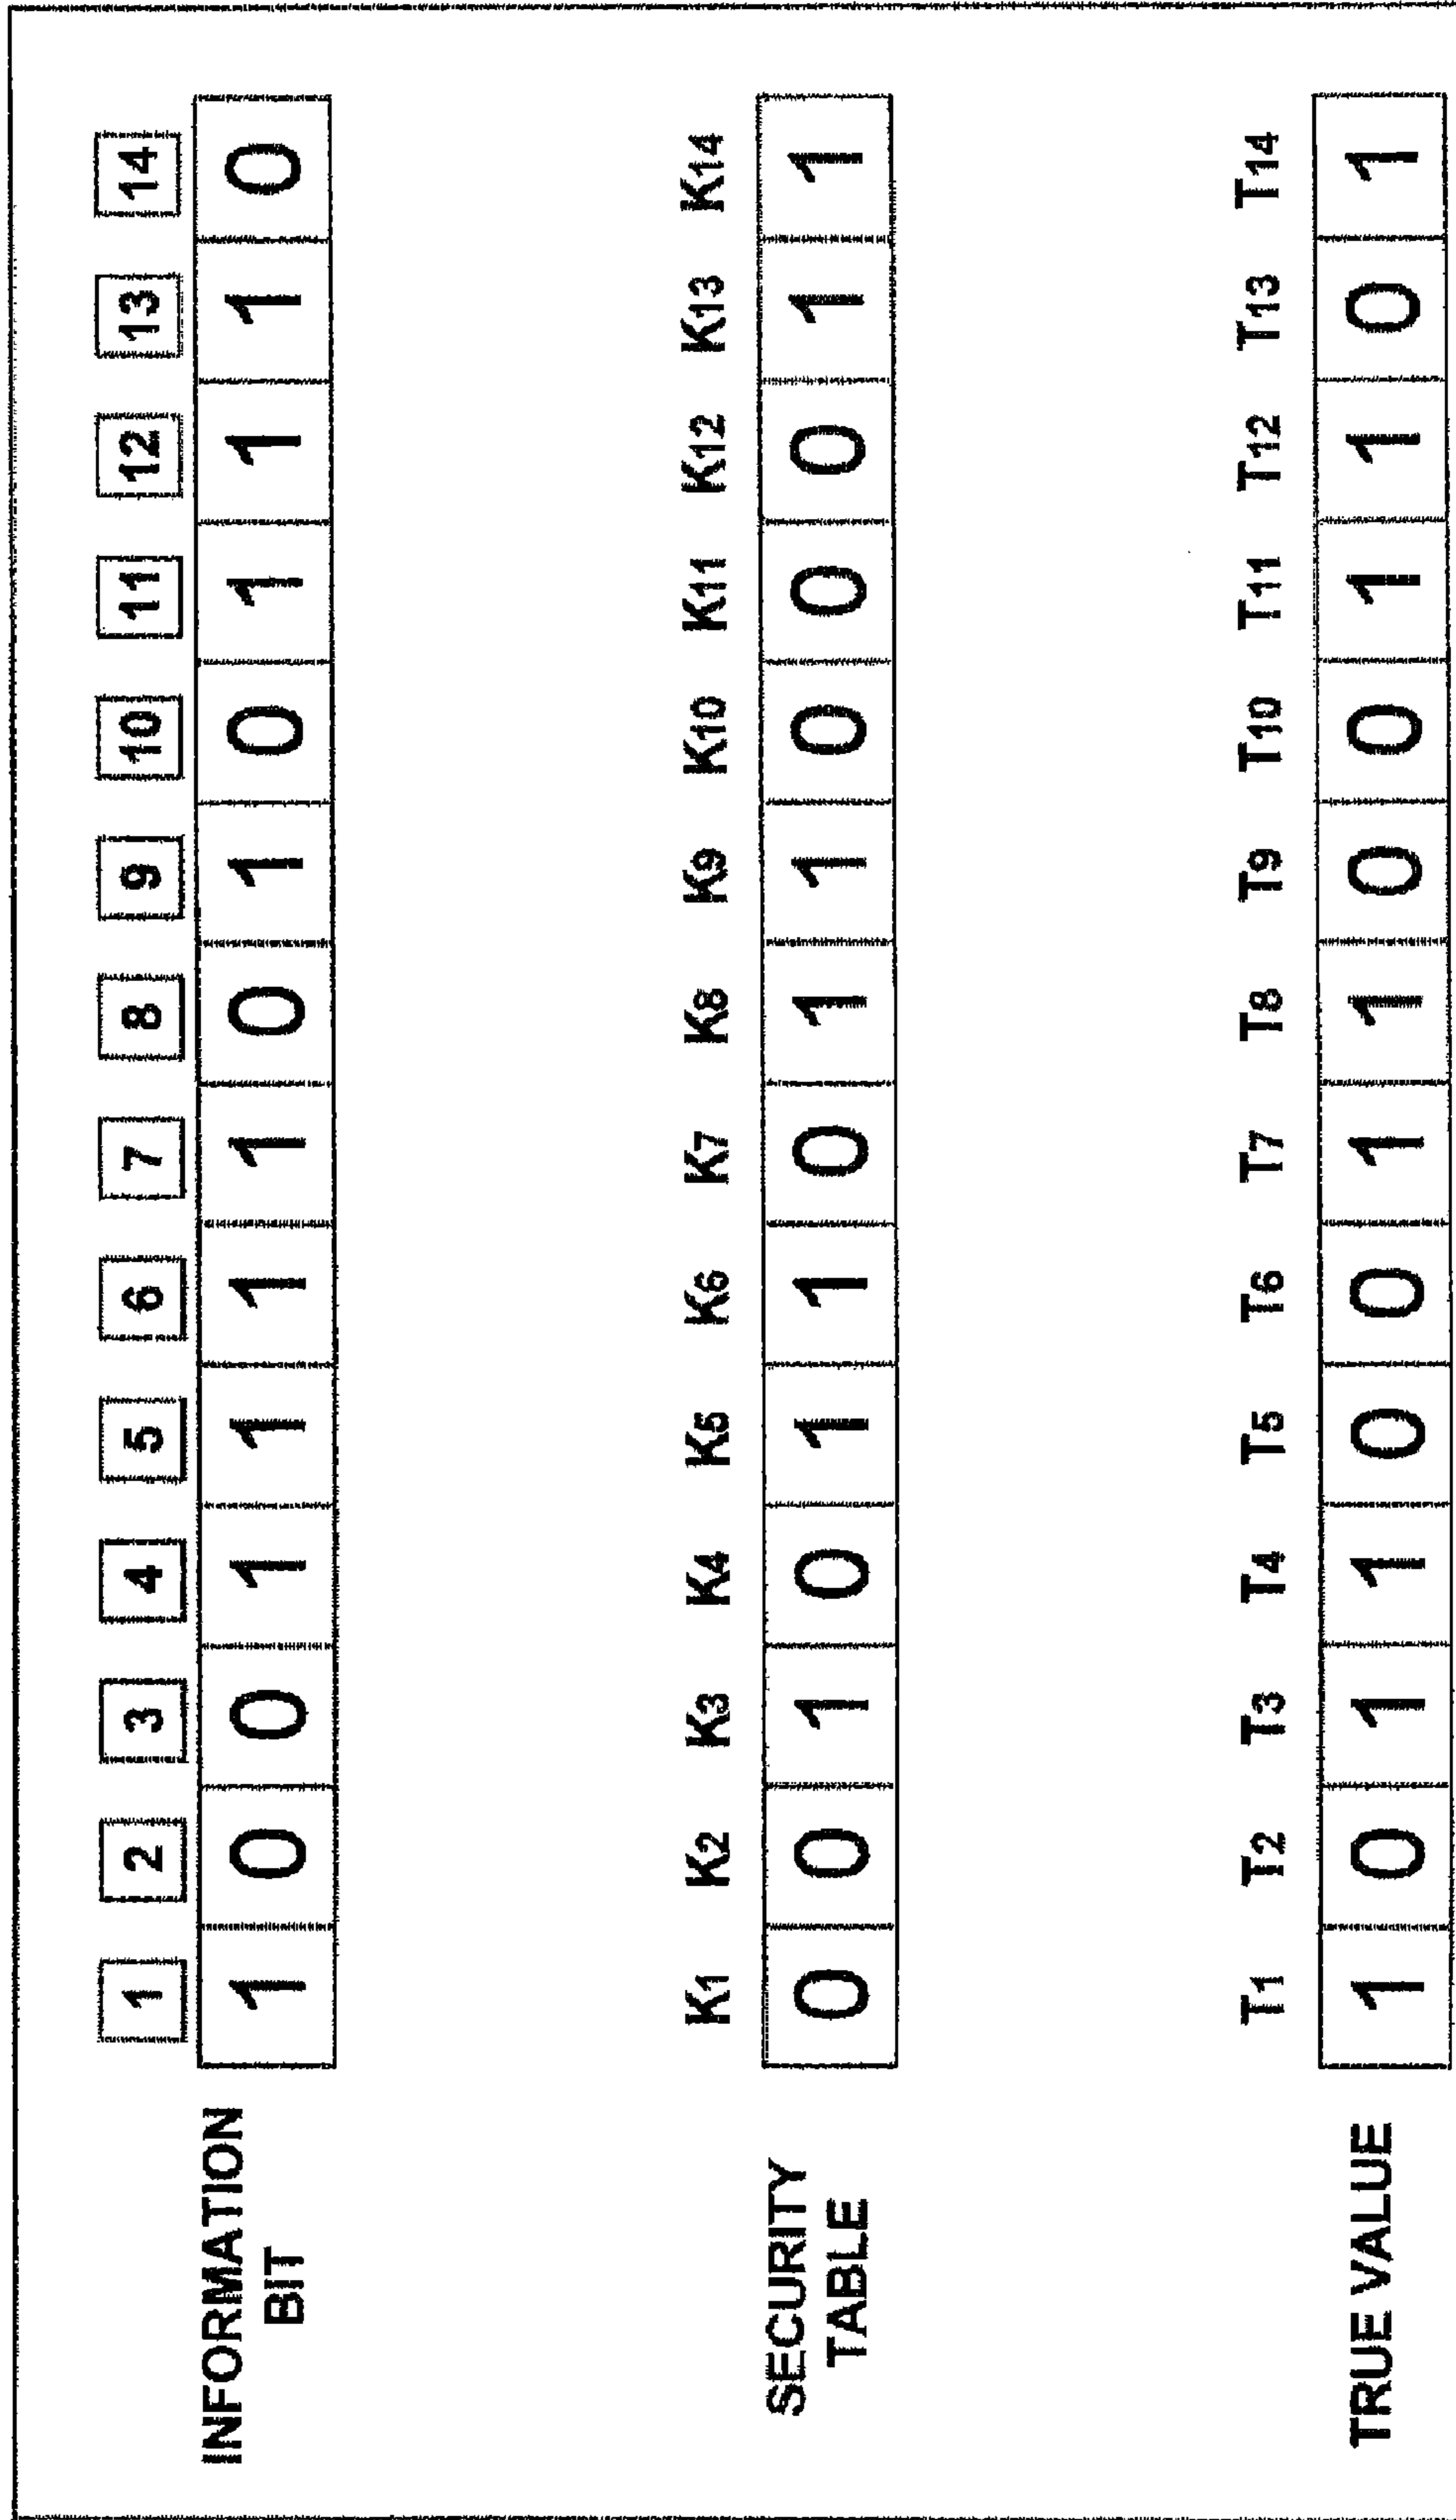 1 2 3 4 5 6 7 8 9 10 11 12 13 14
INFORMATION
BIT
1 0 0 1 1 1 1 0 1 0 1 1 1 0
K1 K2 K3 K4 K5 K6 K7 K8 K9 K10 K11 K12 K13 K14
SECURITY
TABLE
0 0 1 0 1 1 0 1 1 0 0 0 1 1
T1 T2 T3 T4 T5 T6 T7 T8 T9 T10 T11 T12 T13 T14
TRUE VALUE
1 0 1 1 0 0 1 1 0 0 1 1 0 1